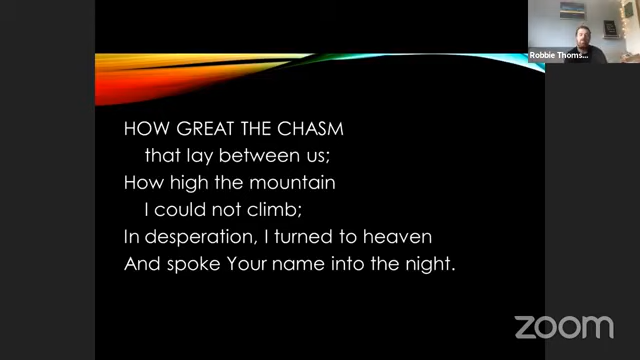 Robbie Thoms...
HOW GREAT THE CHASM
that lay between us;
How high the mountain
I could not climb;
In desperation, I turned to heaven
And spoke Your name into the night.
zoom